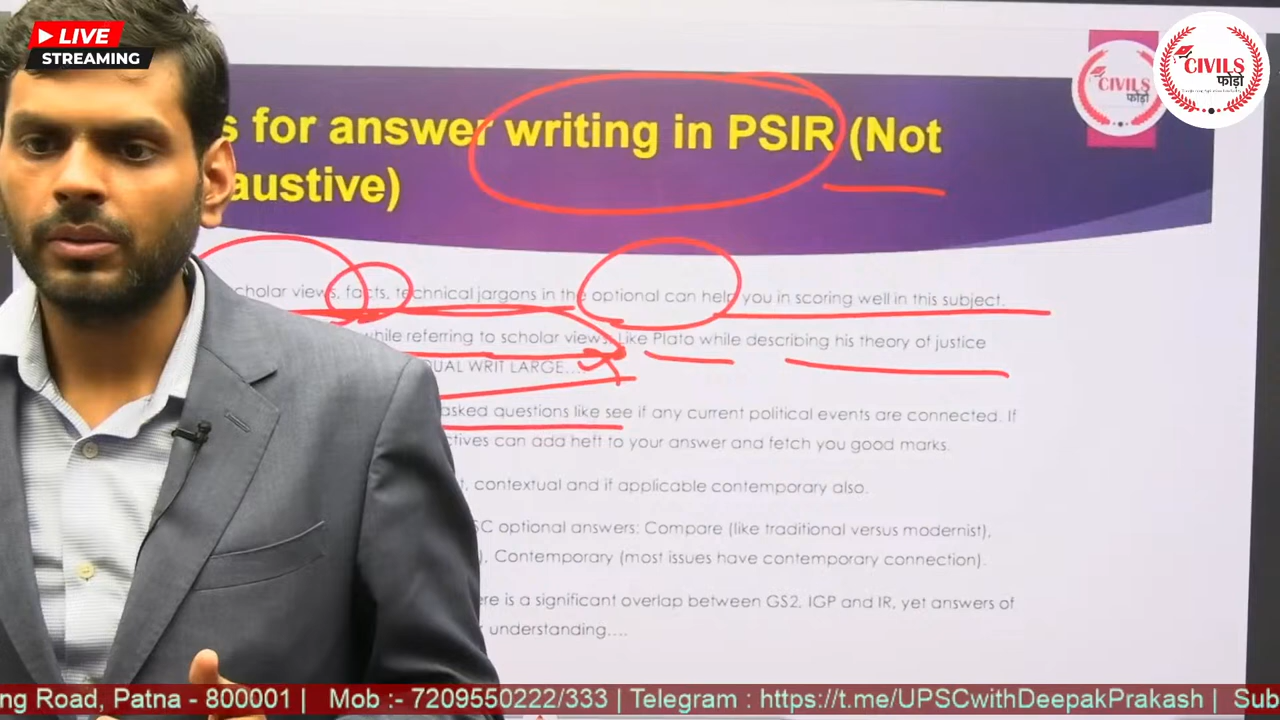 LIVE
STREAMING
CIVILS
फोड़ो
CIVILS
फोड़ो
s for answer writing in PSIR (Not
austive)
cholar views, facts, technical jargons in the optional can help you in scoring well in this subject.
while referring to scholar views. Like Plato while describing his theory of justice
DUAL WRIT LARGE...
asked questions like see if any current political events are connected. If
ctives can add heft to your answer and fetch you good marks.
t, contextual and if applicable contemporary also.
SC optional answers: Compare (like traditional versus modernist),
), Contemporary (most issues have contemporary connection).
ere is a significant overlap between GS2, IGP and IR, yet answers of
r understanding....
ng Road, Patna - 800001 | Mob :- 7209550222/333 | Telegram : https://t.me/UPSCwithDeepakPrakash | Sub